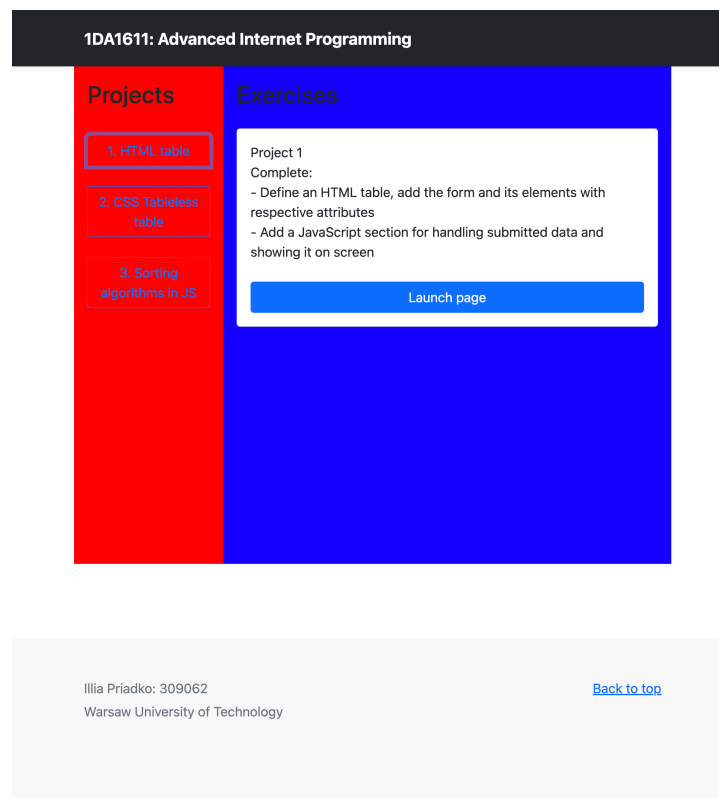 1DA1611: Advanced Internet Programming
Projects
1. HTML table
2. CSS Tableless
table
3. Sorting
algorithms in JS
Exercises
Project 1
Complete:
- Define an HTML table, add the form and its elements with
respective attributes
- Add a JavaScript section for handling submitted data and
showing it on screen
Launch page
Illia Priadko: 309062
Warsaw University of Technology
Back to top